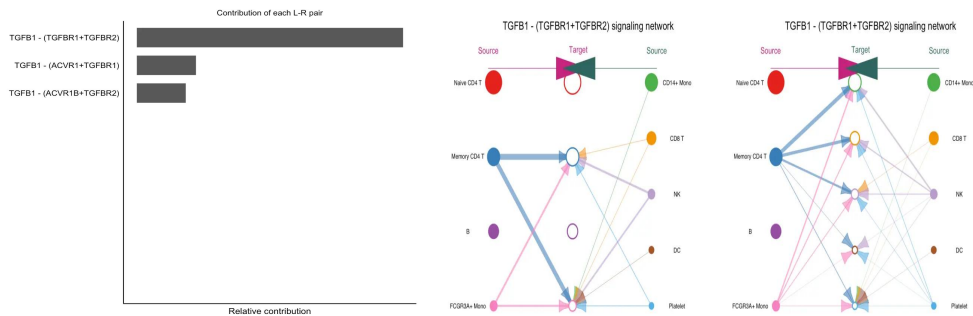 Contribution of each L-R pair
TGFB1 - (TGFBR1+TGFBR2)
TGFB1 - (ACVR1+TGFBR1)
TGFB1 - (ACVR1B+TGFBR2)
Relative contribution
TGFB1 - (TGFBR1+TGFBR2) signaling network
Source Target Source
Naive CD4 T CD14+ Mono
CD8 T
Memory CD4 T
NK
B
DC
FCGR3A+ Mono Platelet
TGFB1 - (TGFBR1+TGFBR2) signaling network
Source Target Source
Naive CD4 T CD14+ Mono
CD8 T
Memory CD4 T
NK
B
DC
FCGR3A+ Mono Platelet